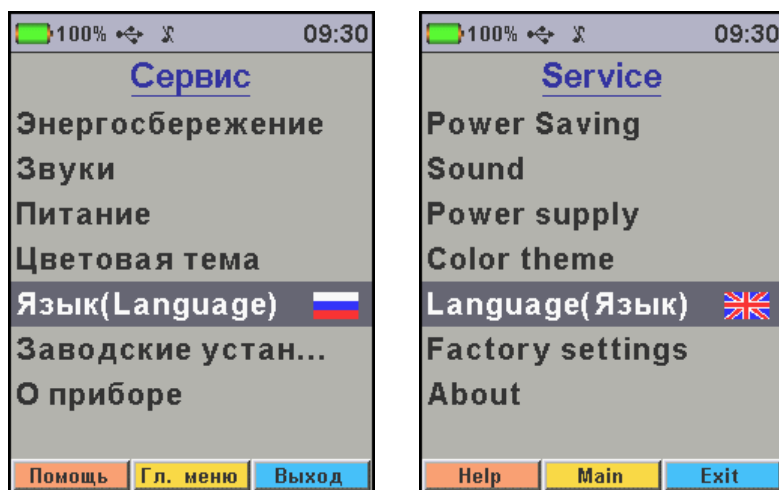 100% 09:30
Сервис
Энергосбережение
Звуки
Питание
Цветовая тема
Язык(Language)
Заводские устан...
О приборе
Помощь Гл. меню Выход
100% 09:30
Service
Power Saving
Sound
Power supply
Color theme
Language(Язык)
Factory settings
About
Help Main Exit